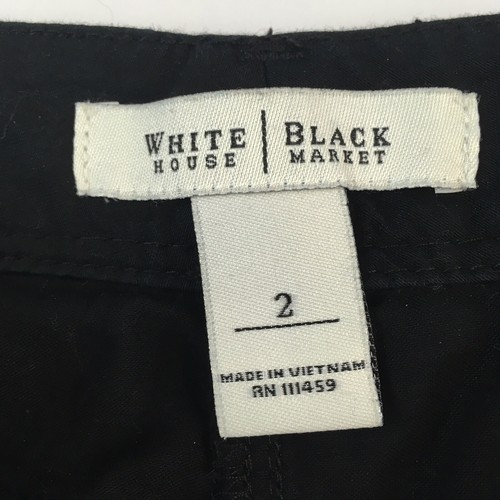 WHITE | BLACK
HOUSE | MARKET
2
MADE IN VIETNAM
RN 111459